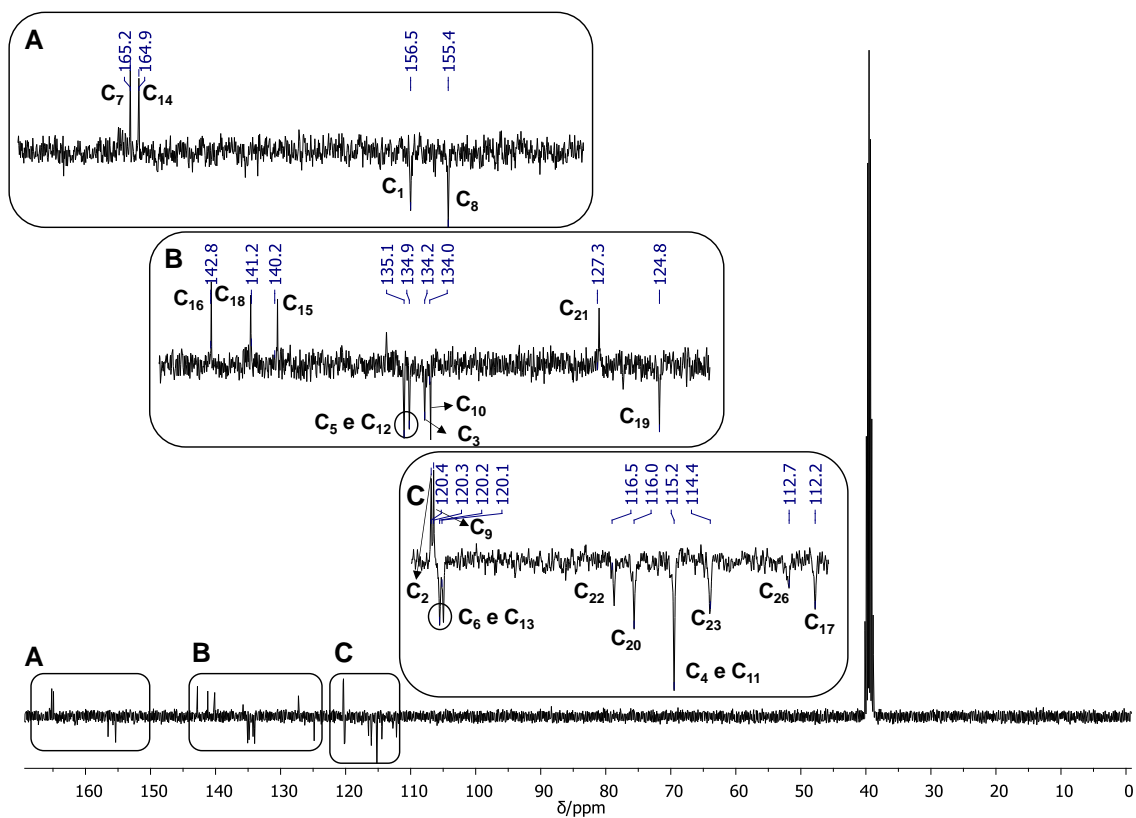 A
165.2
164.9
156.5
155.4
C7
C14
C1
C8
B
142.8
141.2
140.2
135.1
134.9
134.2
134.0
127.3
124.8
C16
C18
C15
C21
C10
C5 e C12
C3
C19
C
120.4
120.3
120.2
120.1
116.5
116.0
115.2
114.4
112.7
112.2
C9
C2
C6 e C13
C22
C20
C23
C26
C17
C4 e C11
A
B
C
160 150 140 130 120 110 100 90 80 70 60 50 40 30 20 10 0
δ/ppm